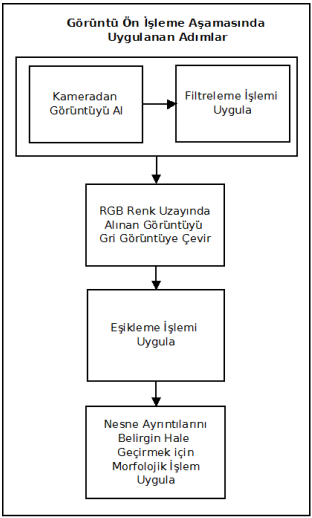 Görüntü Ön İşleme Aşamasında
Uygulanan Adımlar
Kameradan
Görüntüyü Al
Filtreleme İşlemi
Uygula
RGB Renk Uzayında
Alınan Görüntüyü
Gri Görüntüye Çevir
Eşikleme İşlemi
Uygula
Nesne Ayrıntılarını
Belirgin Hale
Geçirmek için
Morfolojik İşlem
Uygula